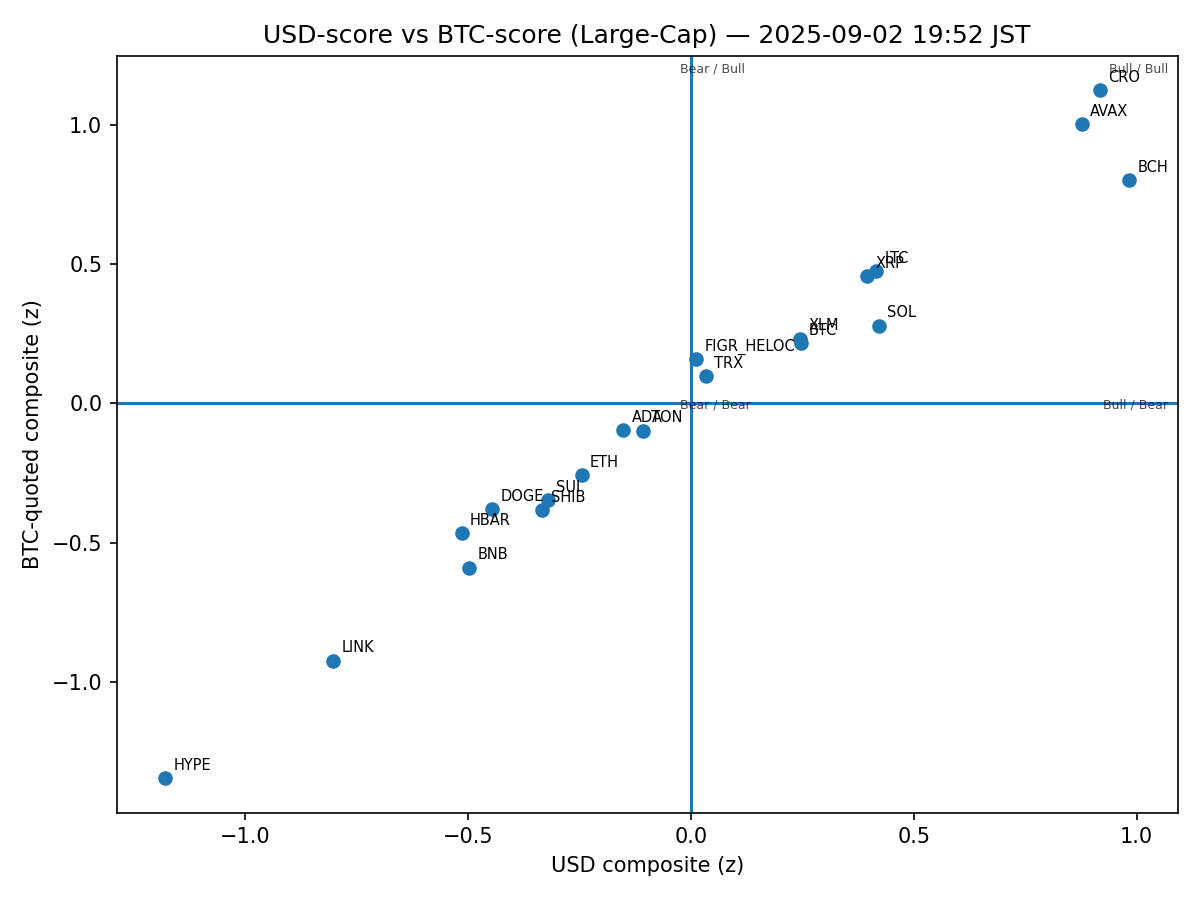 USD-score vs BTC-score (Large-Cap) — 2025-09-02 19:52 JST
Bear / Bull
Bull / Bull
CRO
AVAX
BCH
LTC
XRP
SOL
XLM
BTC
FIGR_HELOC
TRX
Bear / Bear
Bull / Bear
ADA
TON
ETH
SUI
SHIB
DOGE
HBAR
BNB
LINK
HYPE
1.0
0.5
0.0
−0.5
−1.0
BTC-quoted composite (z)
−1.0
−0.5
0.0
0.5
1.0
USD composite (z)